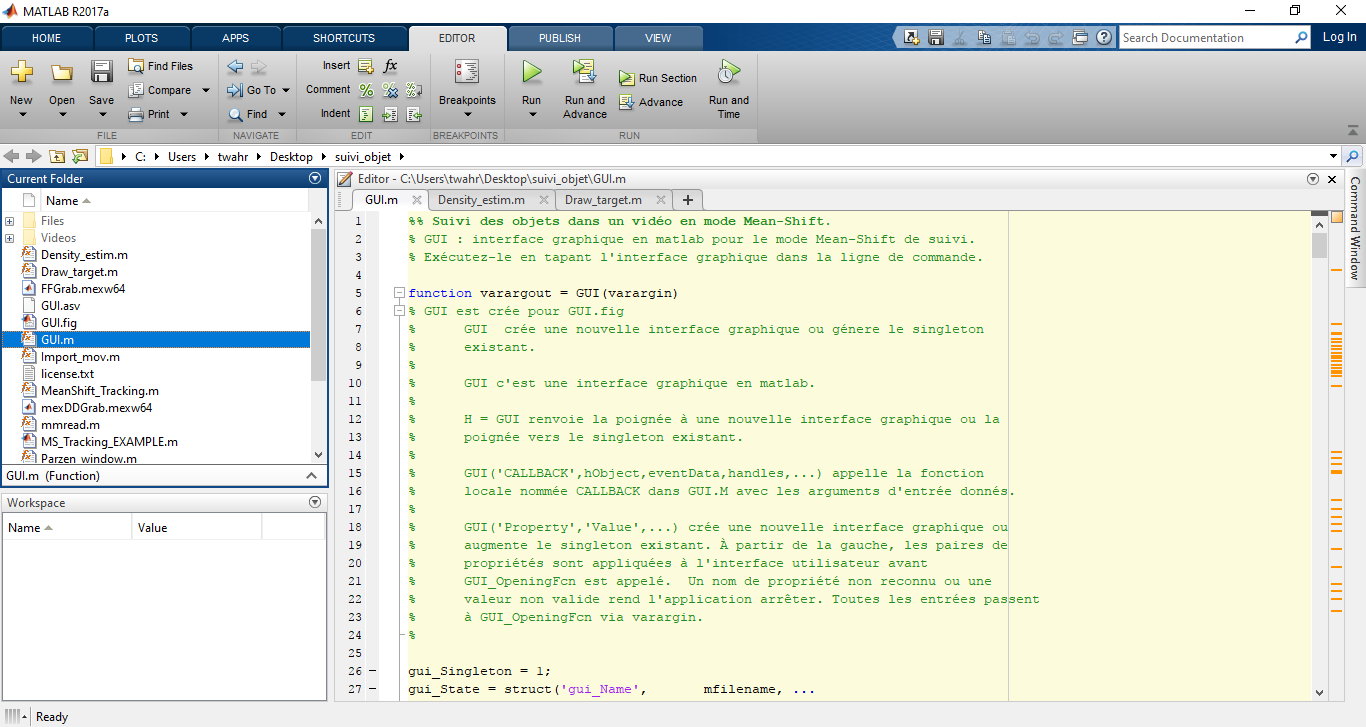 MATLAB R2017a
HOME PLOTS APPS SHORTCUTS EDITOR PUBLISH VIEW Search Documentation Log In
New Open Save Find Files Compare Print
FILE
Go To Find
NAVIGATE
Insert fx
Comment %
Indent
EDIT
Breakpoints
BREAKPOINTS
Run Run and Advance Run Section Advance Run and Time
RUN
C: Users twahr Desktop suivi_objet
Current Folder
Name
Files
Videos
Density_estim.m
Draw_target.m
FFGrab.mexw64
GUI.asv
GUI.fig
GUI.m
Import_mov.m
license.txt
MeanShift_Tracking.m
mexDDGrab.mexw64
mmread.m
MS_Tracking_EXAMPLE.m
Parzen_window.m
GUI.m (Function)
Workspace
Name Value
Editor - C:\Users\twahr\Desktop\suivi_objet\GUI.m
GUI.m Density_estim.m Draw_target.m
1 %% Suivi des objets dans un vidéo en mode Mean-Shift.
2 % GUI : interface graphique en matlab pour le mode Mean-Shift de suivi.
3 % Exécutez-le en tapant l'interface graphique dans la ligne de commande.
4
5 function varargout = GUI(varargin)
6 % GUI est crée pour GUI.fig
7 % GUI crée une nouvelle interface graphique ou génere le singleton
8 % existant.
9 %
10 % GUI c'est une interface graphique en matlab.
11 %
12 % H = GUI renvoie la poignée à une nouvelle interface graphique ou la
13 % poignée vers le singleton existant.
14 %
15 % GUI('CALLBACK',hObject,eventData,handles,...) appelle la fonction
16 % locale nommée CALLBACK dans GUI.M avec les arguments d'entrée donnés.
17 %
18 % GUI('Property','Value',...) crée une nouvelle interface graphique ou
19 % augmente le singleton existant. À partir de la gauche, les paires de
20 % propriétés sont appliquées à l'interface utilisateur avant
21 % GUI_OpeningFcn est appelé. Un nom de propriété non reconnu ou une
22 % valeur non valide rend l'application arrêter. Toutes les entrées passent
23 % à GUI_OpeningFcn via varargin.
24 %
25
26 gui_Singleton = 1;
27 gui_State = struct('gui_Name', mfilename, ...
Command Window
Ready